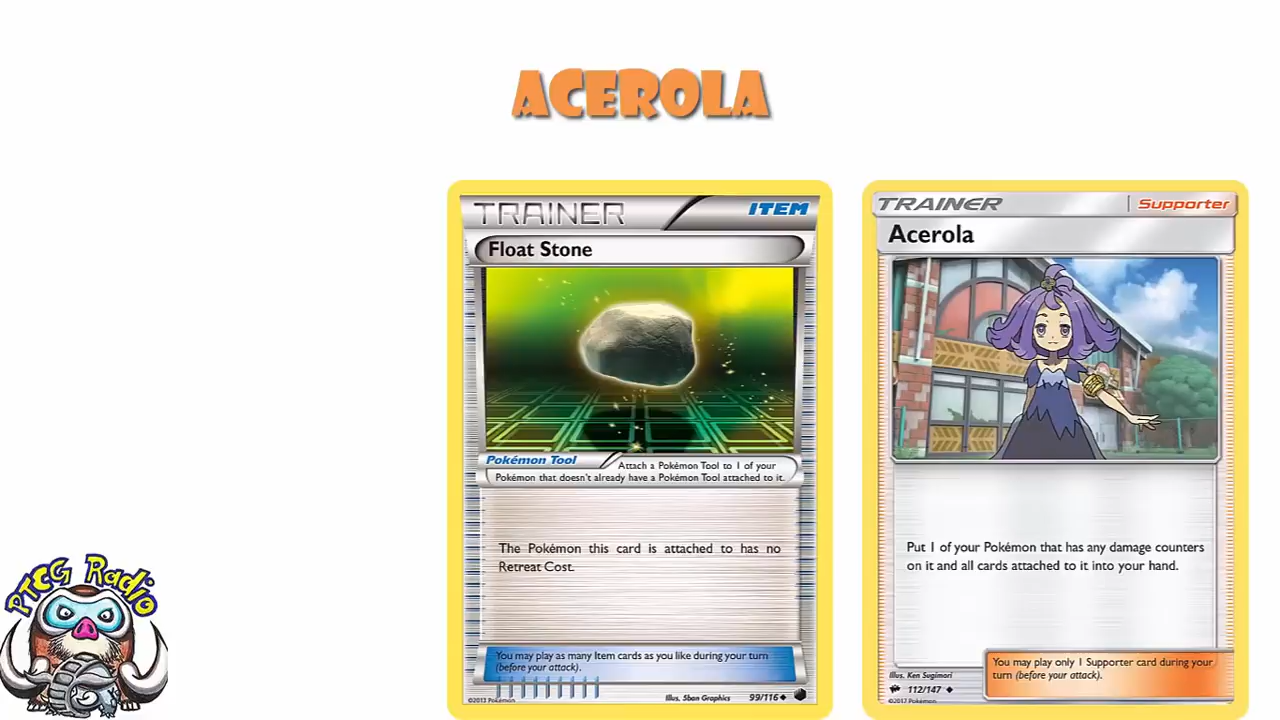 ACEROLA
TRAINER
ITEM
Float Stone
Pokémon Tool
Attach a Pokémon Tool to 1 of your
Pokémon that doesn't already have a Pokémon Tool attached to it.
The Pokémon this card is attached to has no
Retreat Cost.
You may play as many Item cards as you like during your turn
(before your attack).
©2013 Pokémon
Illus. 5ban Graphics
99/116
TRAINER
Supporter
Acerola
Put 1 of your Pokémon that has any damage counters
on it and all cards attached to it into your hand.
You may play only 1 Supporter card during your
turn (before your attack).
Illus. Ken Sugimori
112/147
©2017 Pokémon
PTCG Radio